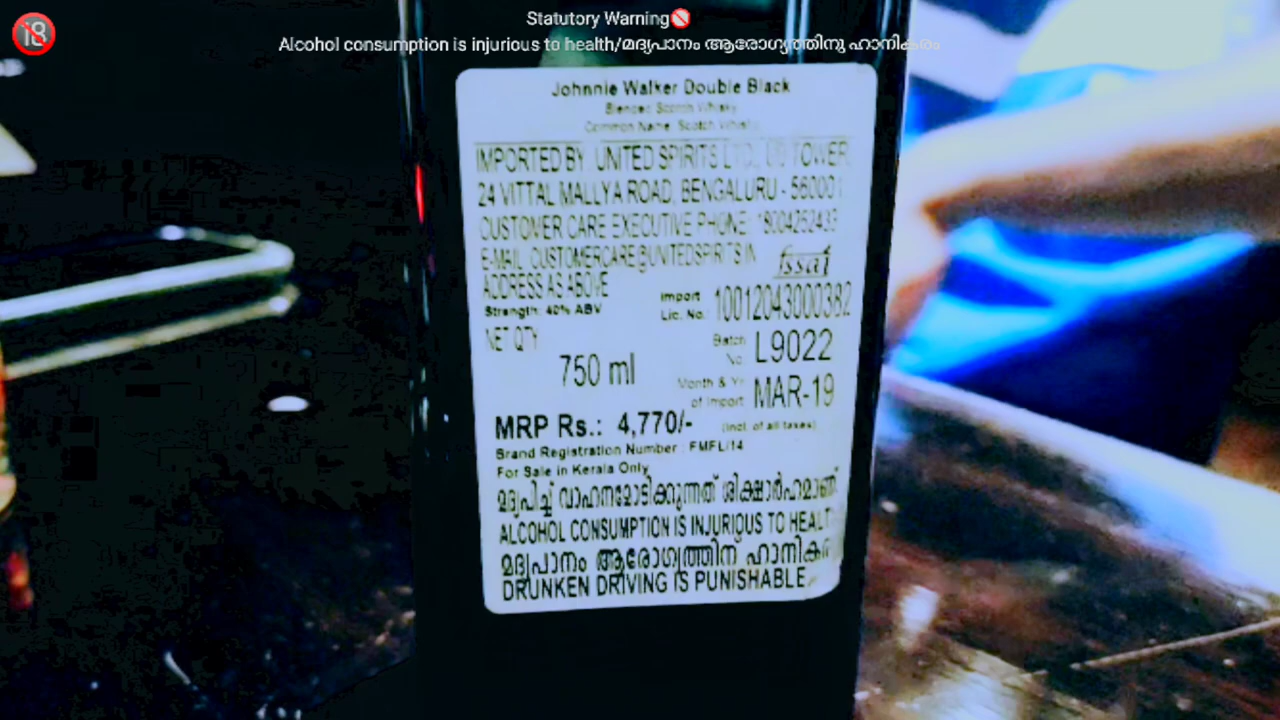 Statutory Warning🚫
Alcohol consumption is injurious to health/മദ്യപാനം ആരോഗ്യത്തിനു ഹാനികരം
🔞
Johnnie Walker Double Black
Blended Scotch Whisky
Common Name: Scotch Whisky
IMPORTED BY UNITED SPIRITS LTD., UB TOWER,
24 VITTAL MALLYA ROAD, BENGALURU - 560001
CUSTOMER CARE EXECUTIVE PHONE: 18004252433
E-MAIL CUSTOMERCARE@UNITEDSPIRITS.IN fssai
ADDRESS AS ABOVE
Strength: 40% ABV Import Lic. No.: 10012043000382
NET QTY
750 ml
Batch No. L9022
Month & Yr. of Import MAR-19
MRP Rs.: 4,770/- (Incl. of all taxes)
Brand Registration Number : FMFL/14
For Sale in Kerala Only
മദ്യപിച്ച് വാഹനമോടിക്കുന്നത് ശിക്ഷാർഹമാണ്
ALCOHOL CONSUMPTION IS INJURIOUS TO HEALT
മദ്യപാനം ആരോഗ്യത്തിന് ഹാനികര
DRUNKEN DRIVING IS PUNISHABLE